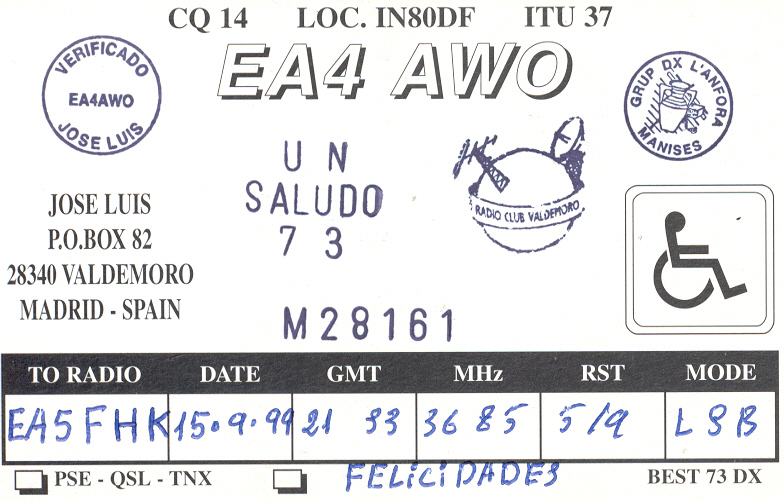 CQ 14 LOC. IN80DF ITU 37
EA4 AWO
VERIFICADO
EA4AWO
JOSE LUIS
GRUP DX L'ANFORA
MANISES
UN
SALUDO
73
RADIO CLUB VALDEMORO
JOSE LUIS
P.O.BOX 82
28340 VALDEMORO
MADRID - SPAIN
M28161
TO RADIO DATE GMT MHz RST MODE
EA5FHK 15.9.99 21 33 36 85 5/9 LSB
PSE - QSL - TNX FELICIDADES BEST 73 DX